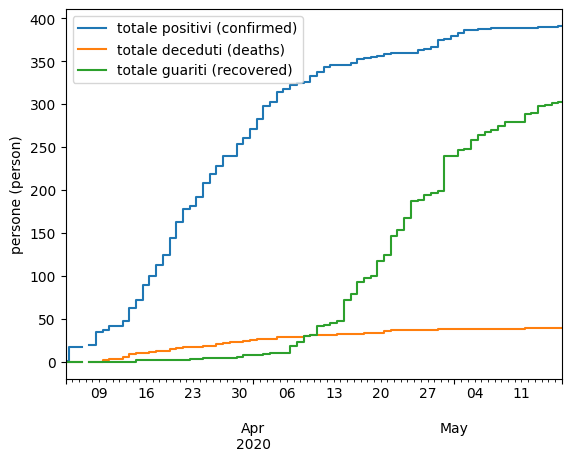 totale positivi (confirmed)
totale deceduti (deaths)
totale guariti (recovered)
persone (person)
400
350
300
250
200
150
100
50
0
09 16 23 30 06 13 20 27 04 11
Apr May
2020